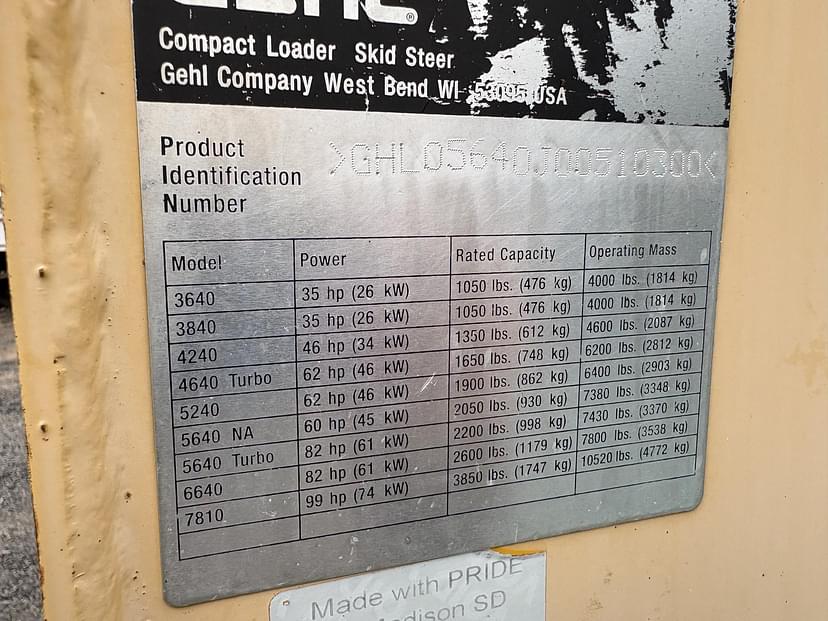 Compact Loader Skid Steer
Gehl Company West Bend WI 53095 USA
Product
Identification
Number
>GHL05640J00510300<
Model Power Rated Capacity Operating Mass
3640 35 hp (26 kW) 1050 lbs. (476 kg) 4000 lbs. (1814 kg)
3840 35 hp (26 kW) 1050 lbs. (476 kg) 4000 lbs. (1814 kg)
4240 46 hp (34 kW) 1350 lbs. (612 kg) 4600 lbs. (2087 kg)
4640 Turbo 62 hp (46 kW) 1650 lbs. (748 kg) 6200 lbs. (2812 kg)
5240 62 hp (46 kW) 1900 lbs. (862 kg) 6400 lbs. (2903 kg)
5640 NA 60 hp (45 kW) 2050 lbs. (930 kg) 7380 lbs. (3348 kg)
5640 Turbo 82 hp (61 kW) 2200 lbs. (998 kg) 7430 lbs. (3370 kg)
6640 82 hp (61 kW) 2600 lbs. (1179 kg) 7800 lbs. (3538 kg)
7810 99 hp (74 kW) 3850 lbs. (1747 kg) 10520 lbs. (4772 kg)
Made with PRIDE
SD